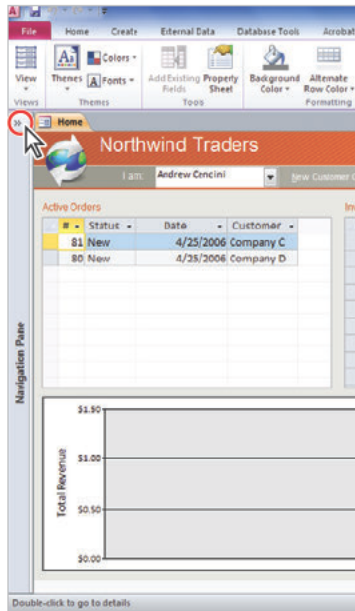 A
File Home Create External Data Database Tools Acrobat
View Themes Colors Fonts Add Existing Fields Property Sheet Background Color Alternate Row Color
Views Themes Tools Formatting
» Home
Northwind Traders
I am: Andrew Cencini New Customer
Active Orders
# Status Date Customer
81 New 4/25/2006 Company C
80 New 4/25/2006 Company D
Navigation Pane
Total Revenue
$1.50
$1.00
$0.50
$0.00
Double-click to go to details